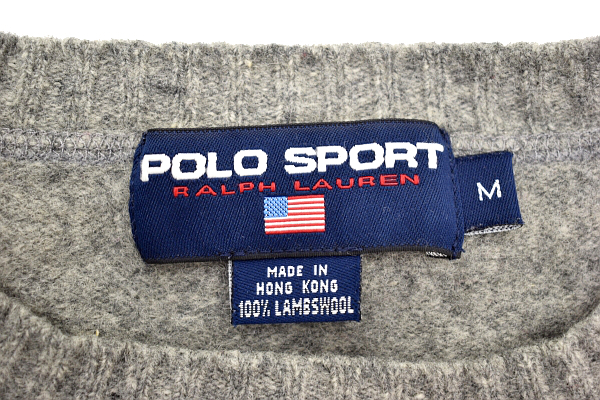 POLO SPORT
RALPH LAUREN
M
MADE IN
HONG KONG
100% LAMBSWOOL